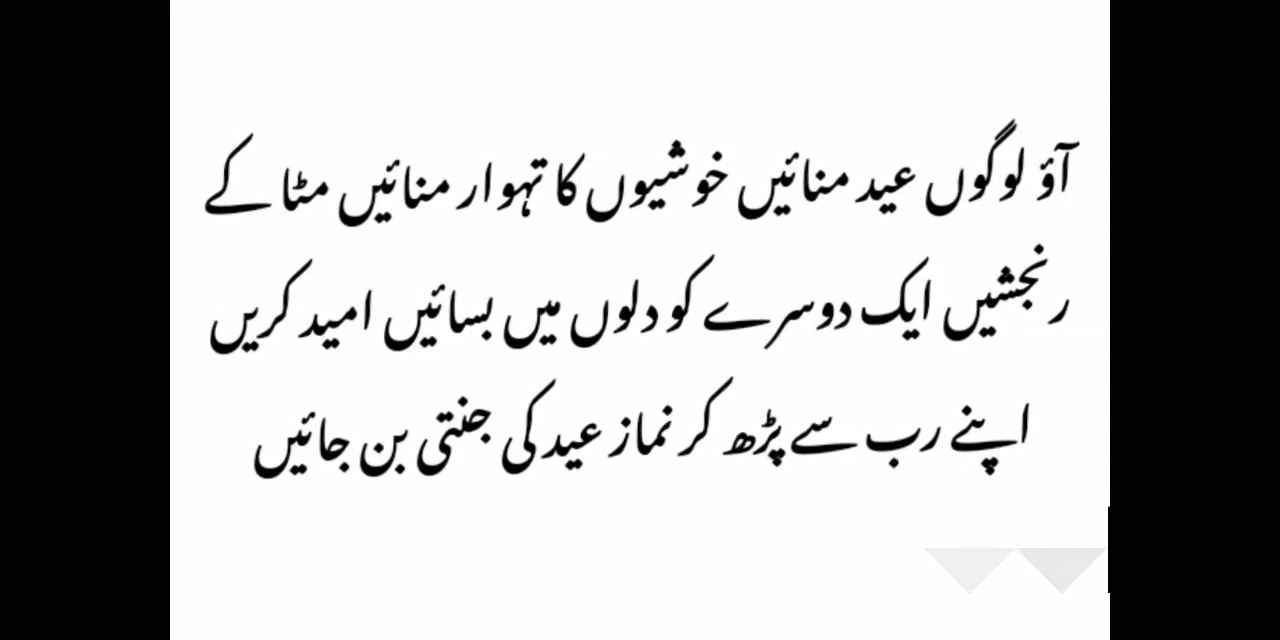 آؤ لوگوں عید منائیں خوشیوں کا تہوار منائیں مٹا کے
رنجشیں ایک دوسرے کو دلوں میں بسائیں امید کریں
اپنے رب سے پڑھ کر نماز عید کی جنتی بن جائیں